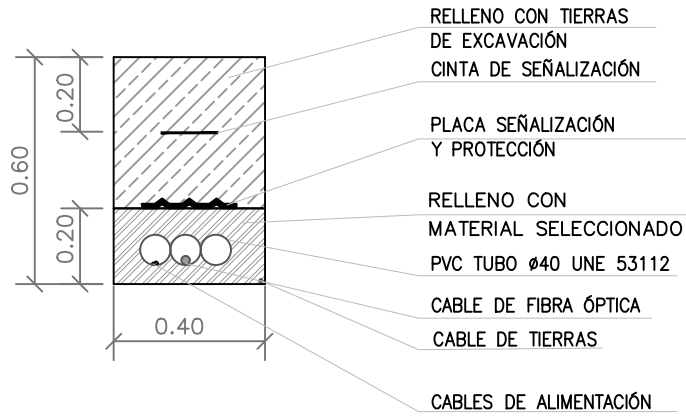 RELLENO CON TIERRAS
DE EXCAVACIÓN
CINTA DE SEÑALIZACIÓN
0.20
PLACA SEÑALIZACIÓN
Y PROTECCIÓN
0.60
RELLENO CON
MATERIAL SELECCIONADO
0.20
PVC TUBO ø40 UNE 53112
CABLE DE FIBRA ÓPTICA
0.40
CABLE DE TIERRAS
CABLES DE ALIMENTACIÓN